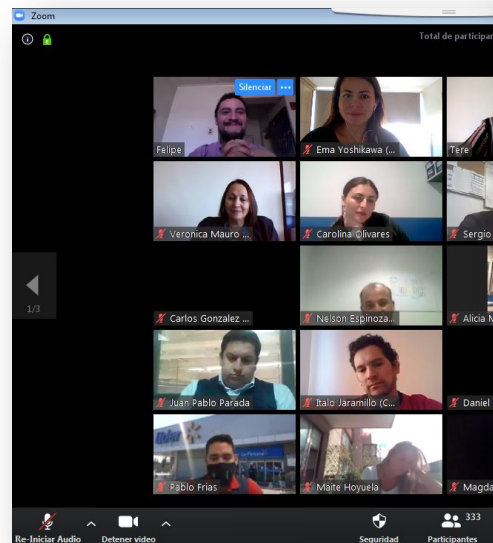 Zoom
Total de participan
Silenciar ...
Felipe
Ema Yoshikawa (...
Tere
Veronica Mauro ...
Carolina Olivares
Sergio
1/3
Carlos Gonzalez ...
Nelson Espinoza...
Alicia M
Juan Pablo Parada
Italo Jaramillo (C...
Daniel
Pablo Frias
Maite Hoyuela
Magda
333
Re-Iniciar Audio
Detener video
Seguridad
Participantes